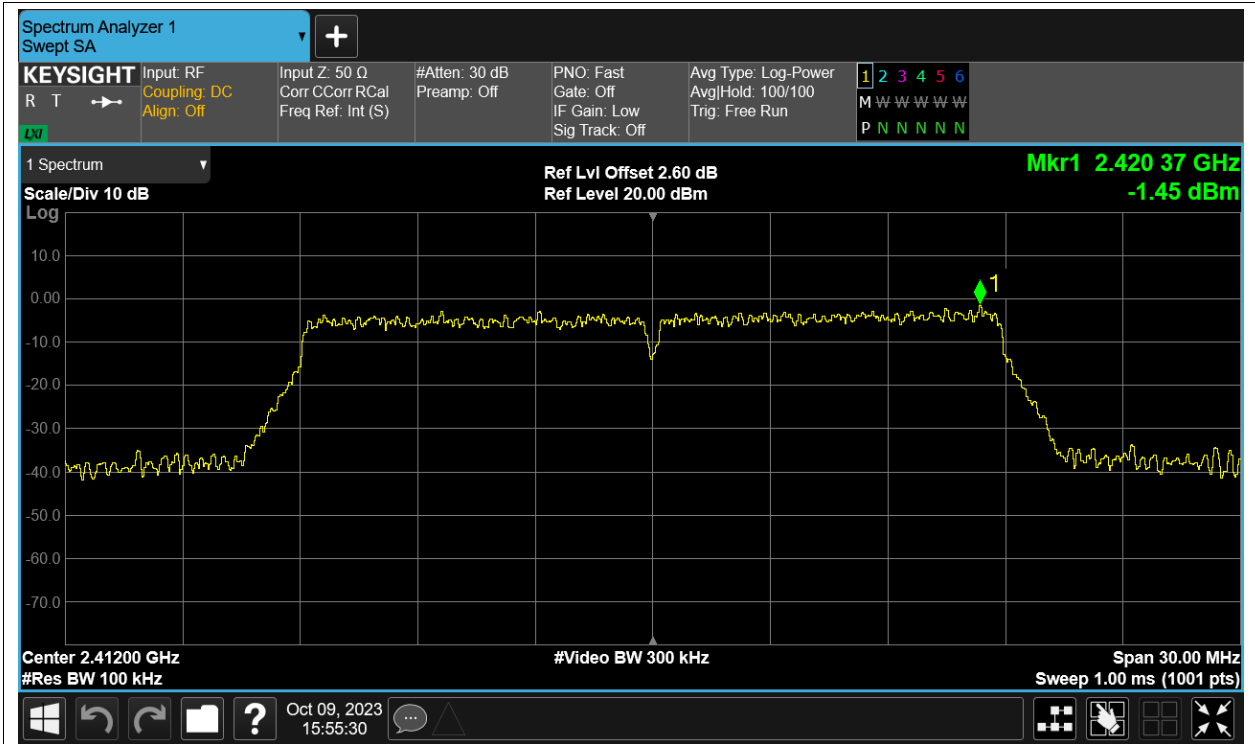 Spectrum Analyzer 1
Swept SA
+
KEYSIGHT
R T
LXI
Input: RF
Coupling: DC
Align: Off
Input Z: 50 Ω
Corr CCorr RCal
Freq Ref: Int (S)
#Atten: 30 dB
Preamp: Off
PNO: Fast
Gate: Off
IF Gain: Low
Sig Track: Off
Avg Type: Log-Power
Avg|Hold: 100/100
Trig: Free Run
1 2 3 4 5 6
M W W W W W
P N N N N N
1 Spectrum
Scale/Div 10 dB
Ref Lvl Offset 2.60 dB
Ref Level 20.00 dBm
Mkr1 2.420 37 GHz
-1.45 dBm
Log
10.0
0.00
-10.0
-20.0
-30.0
-40.0
-50.0
-60.0
-70.0
1
Center 2.41200 GHz
#Res BW 100 kHz
#Video BW 300 kHz
Span 30.00 MHz
Sweep 1.00 ms (1001 pts)
?
Oct 09, 2023
15:55:30